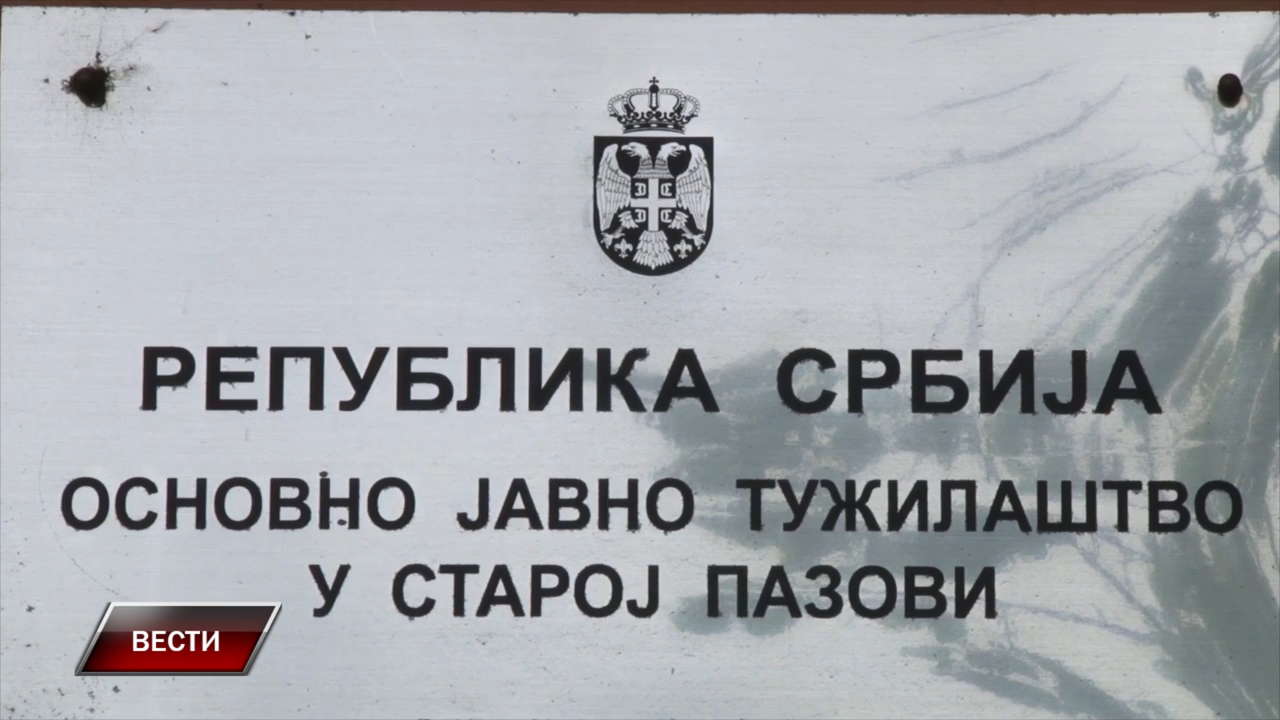 РЕПУБЛИКА СРБИЈА
ОСНОВНО ЈАВНО ТУЖИЛАШТВО
У СТАРОЈ ПАЗОВИ
ВЕСТИ